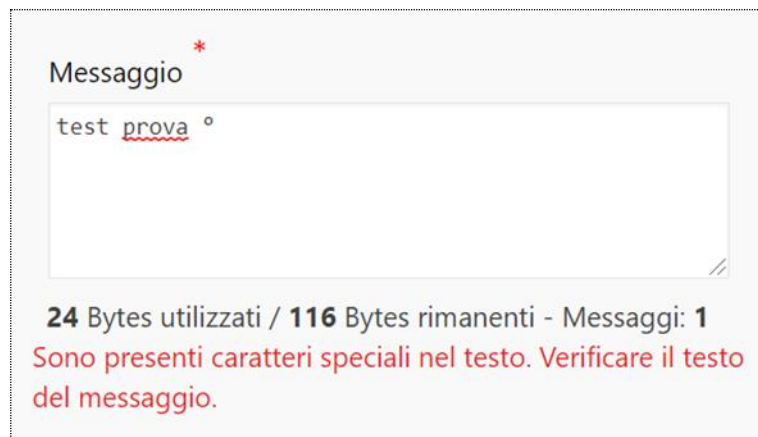 Messaggio *
test prova °
24 Bytes utilizzati / 116 Bytes rimanenti - Messaggi: 1
Sono presenti caratteri speciali nel testo. Verificare il testo
del messaggio.